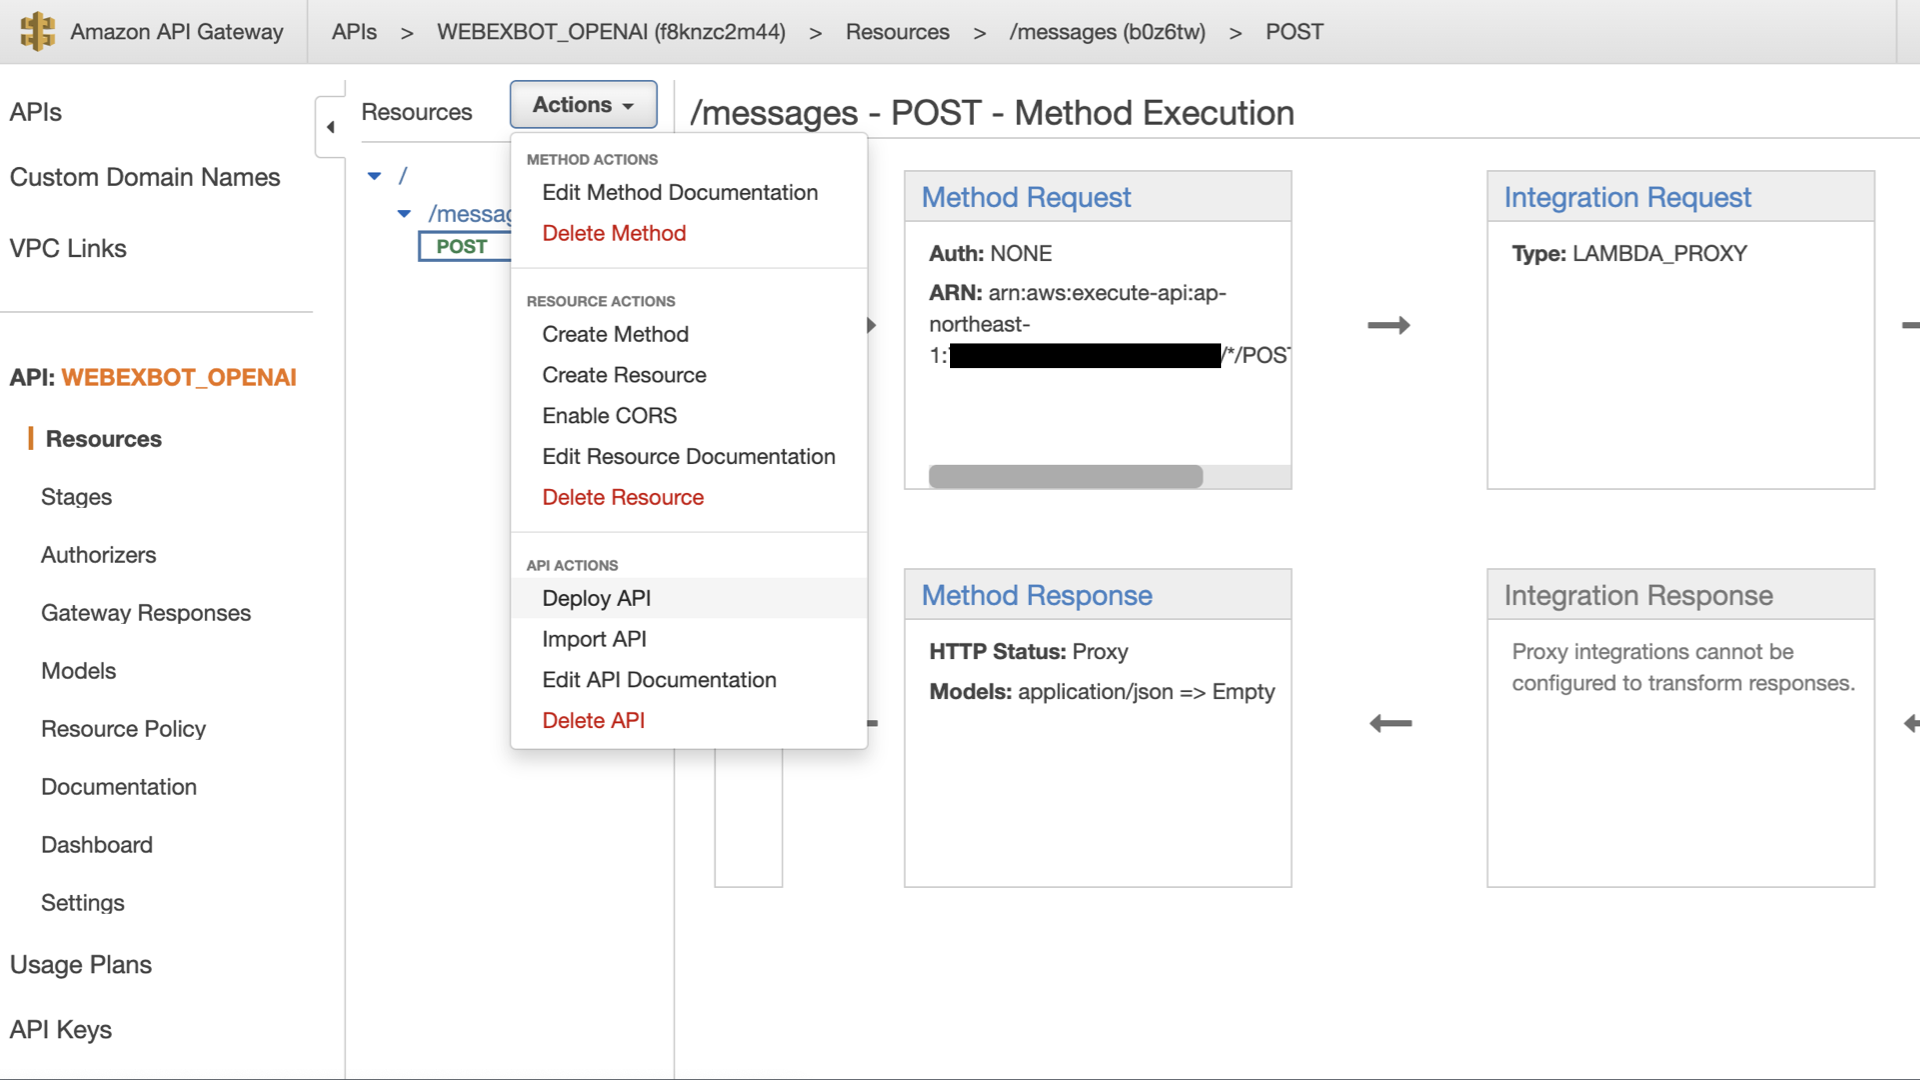 Amazon API Gateway
APIs > WEBEXBOT_OPENAI (f8knzc2m44) > Resources > /messages (b0z6tw) > POST
APIs
Custom Domain Names
VPC Links
API: WEBEXBOT_OPENAI
Resources
Stages
Authorizers
Gateway Responses
Models
Resource Policy
Documentation
Dashboard
Settings
Usage Plans
API Keys
Resources
Actions
/
/messag
POST
METHOD ACTIONS
Edit Method Documentation
Delete Method
RESOURCE ACTIONS
Create Method
Create Resource
Enable CORS
Edit Resource Documentation
Delete Resource
API ACTIONS
Deploy API
Import API
Edit API Documentation
Delete API
/messages - POST - Method Execution
Method Request
Auth: NONE
ARN: arn:aws:execute-api:ap-
northeast-
1: /*/POST
Integration Request
Type: LAMBDA_PROXY
Method Response
HTTP Status: Proxy
Models: application/json => Empty
Integration Response
Proxy integrations cannot be
configured to transform responses.